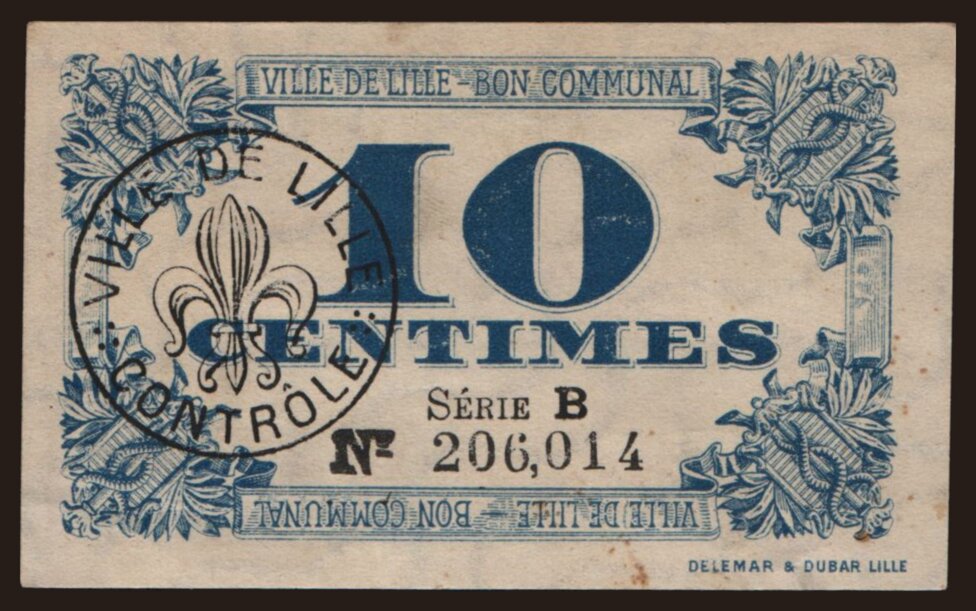 VILLE DE LILLE - BON COMMUNAL
10
CENTIMES
VILLE DE VILLE
CONTRÔLE
SÉRIE B
Nº 206,014
VILLE DE LILLE - BON COMMUNAL
DELEMAR & DUBAR LILLE